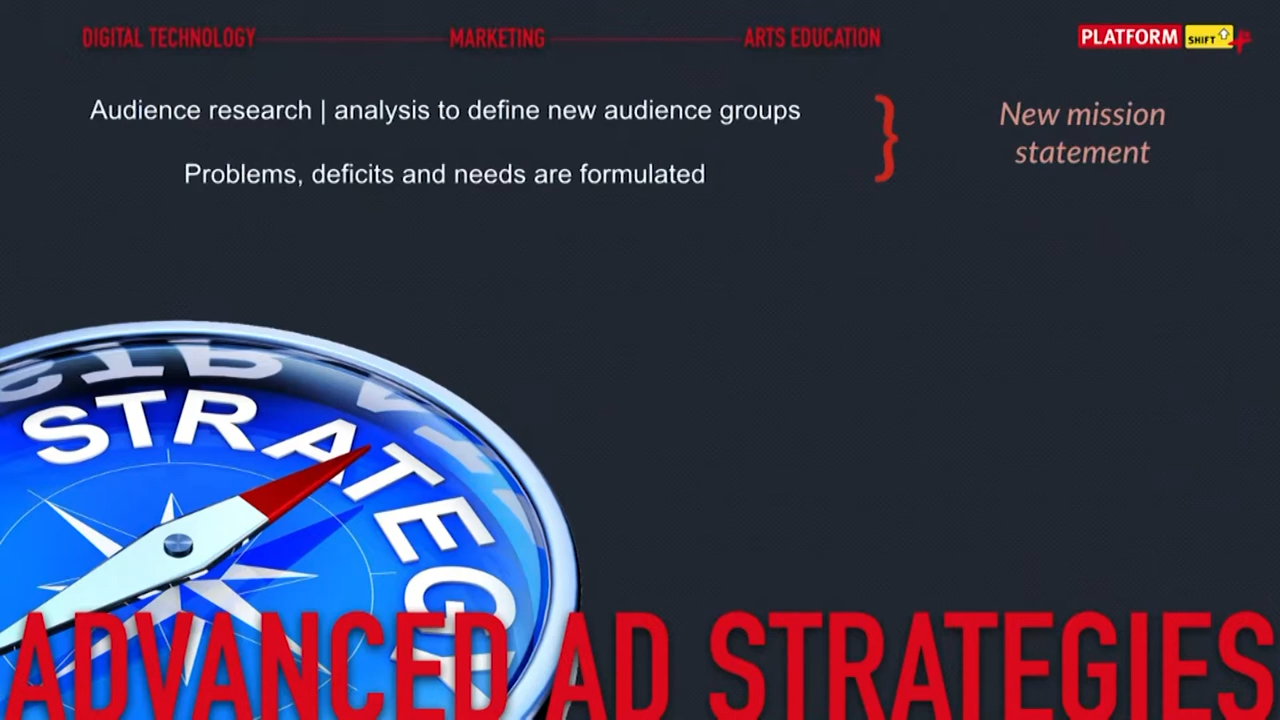 DIGITAL TECHNOLOGY MARKETING ARTS EDUCATION
PLATFORM SHIFT+
Audience research | analysis to define new audience groups
Problems, deficits and needs are formulated
New mission
statement
STRATEGY
ADVANCED AD STRATEGIES